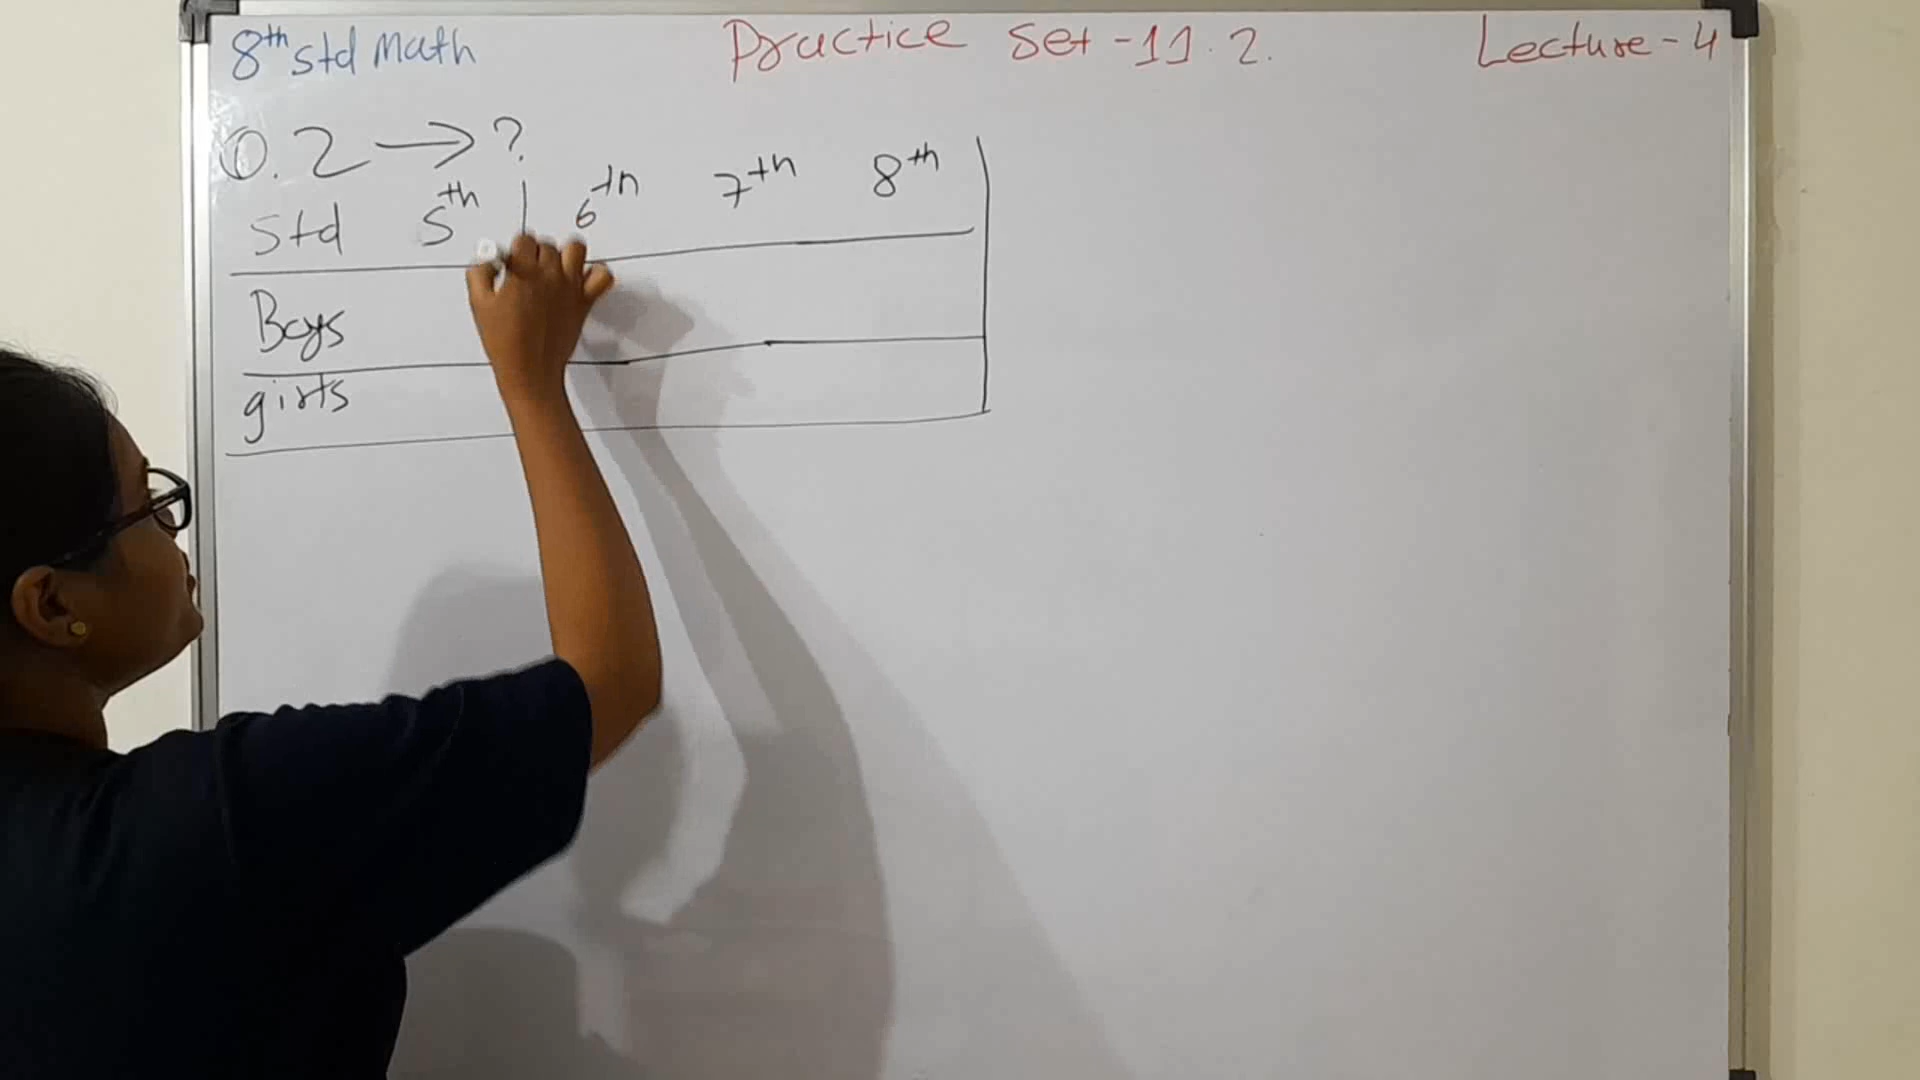 8th std Math Practice Set - 11.2. Lecture - 4
Q.2 → ?
Std 5th 6th 7th 8th
Boys
girls